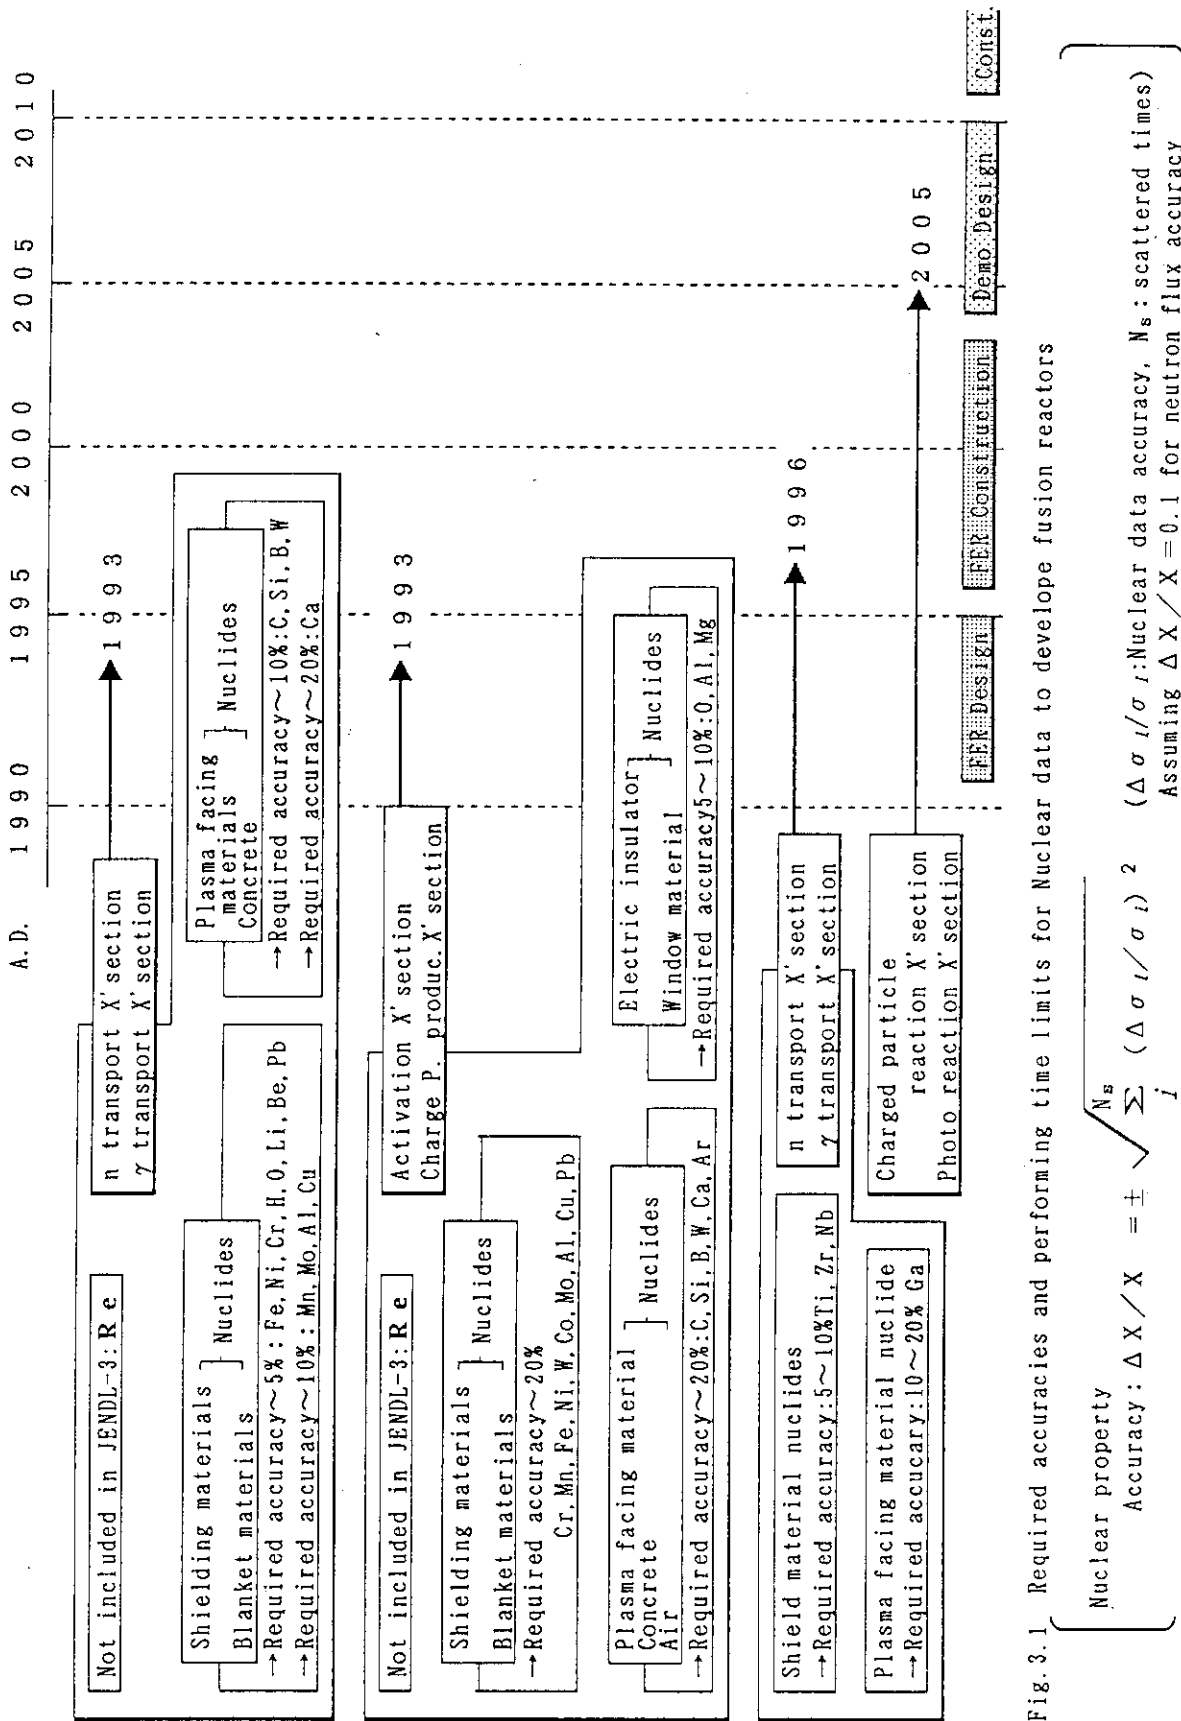 A.D. 1990 1995 2000 2005 2010
Not included in JENDL-3:Re
n transport X'section
γ transport X'section
1993
Shielding materials
Blanket materials
} Nuclides
→Required accuracy~5%:Fe,Ni,Cr,H,O,Li,Be,Pb
→Required accuracy~10%:Mn,Mo,Al,Cu
Plasma facing
materials
Concrete
} Nuclides
→Required accuracy~10%:C,Si,B,W
→Required accuracy~20%:Ca
Not included in JENDL-3:Re
Activation X'section
Charge P. produc.X'section
1993
Shielding materials
Blanket materials
} Nuclides
→Required accuracy~20%
Cr,Mn,Fe,Ni,W,Co,Mo,Al,Cu,Pb
Plasma facing material
Concrete
Air
} Nuclides
→Required accuracy~20%:C,Si,B,W,Ca,Ar
Electric insulator
Window material
} Nuclides
→Required accuracy5~10%:O,Al,Mg
Shield material nuclides
→Required accuracy:5~10%Ti,Zr,Nb
n transport X'section
γ transport X'section
1996
Plasma facing material nuclide
→Required accucary:10~20% Ga
Charged particle
reaction X'section
Photo reaction X'section
2005
FER Design
FER Construction
Demo Design
Const.
Fig.3.1 Required accuracies and performing time limits for Nuclear data to develope fusion reactors
Nuclear property
Accuracy: ΔX/X = ± √ Σ i Ns (Δσi/σi)2 (Δσi/σi:Nuclear data accuracy, Ns:scattered times)
Assuming ΔX/X=0.1 for neutron flux accuracy